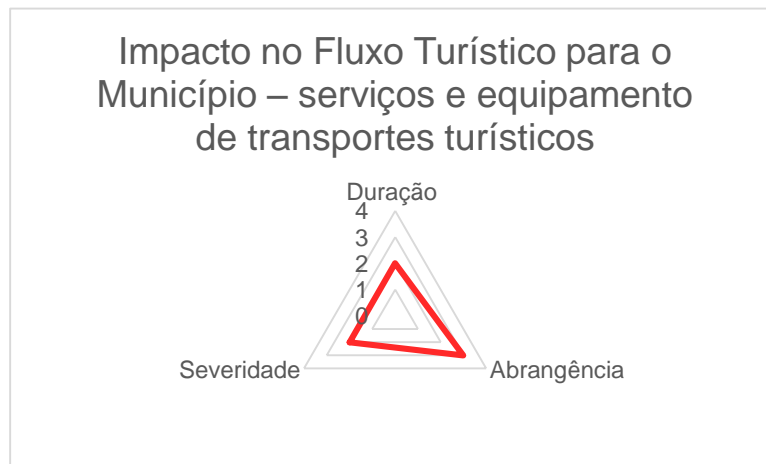 Impacto no Fluxo Turístico para o
Município – serviços e equipamento
de transportes turísticos
Duração
4
3
2
1
0
Severidade
Abrangência